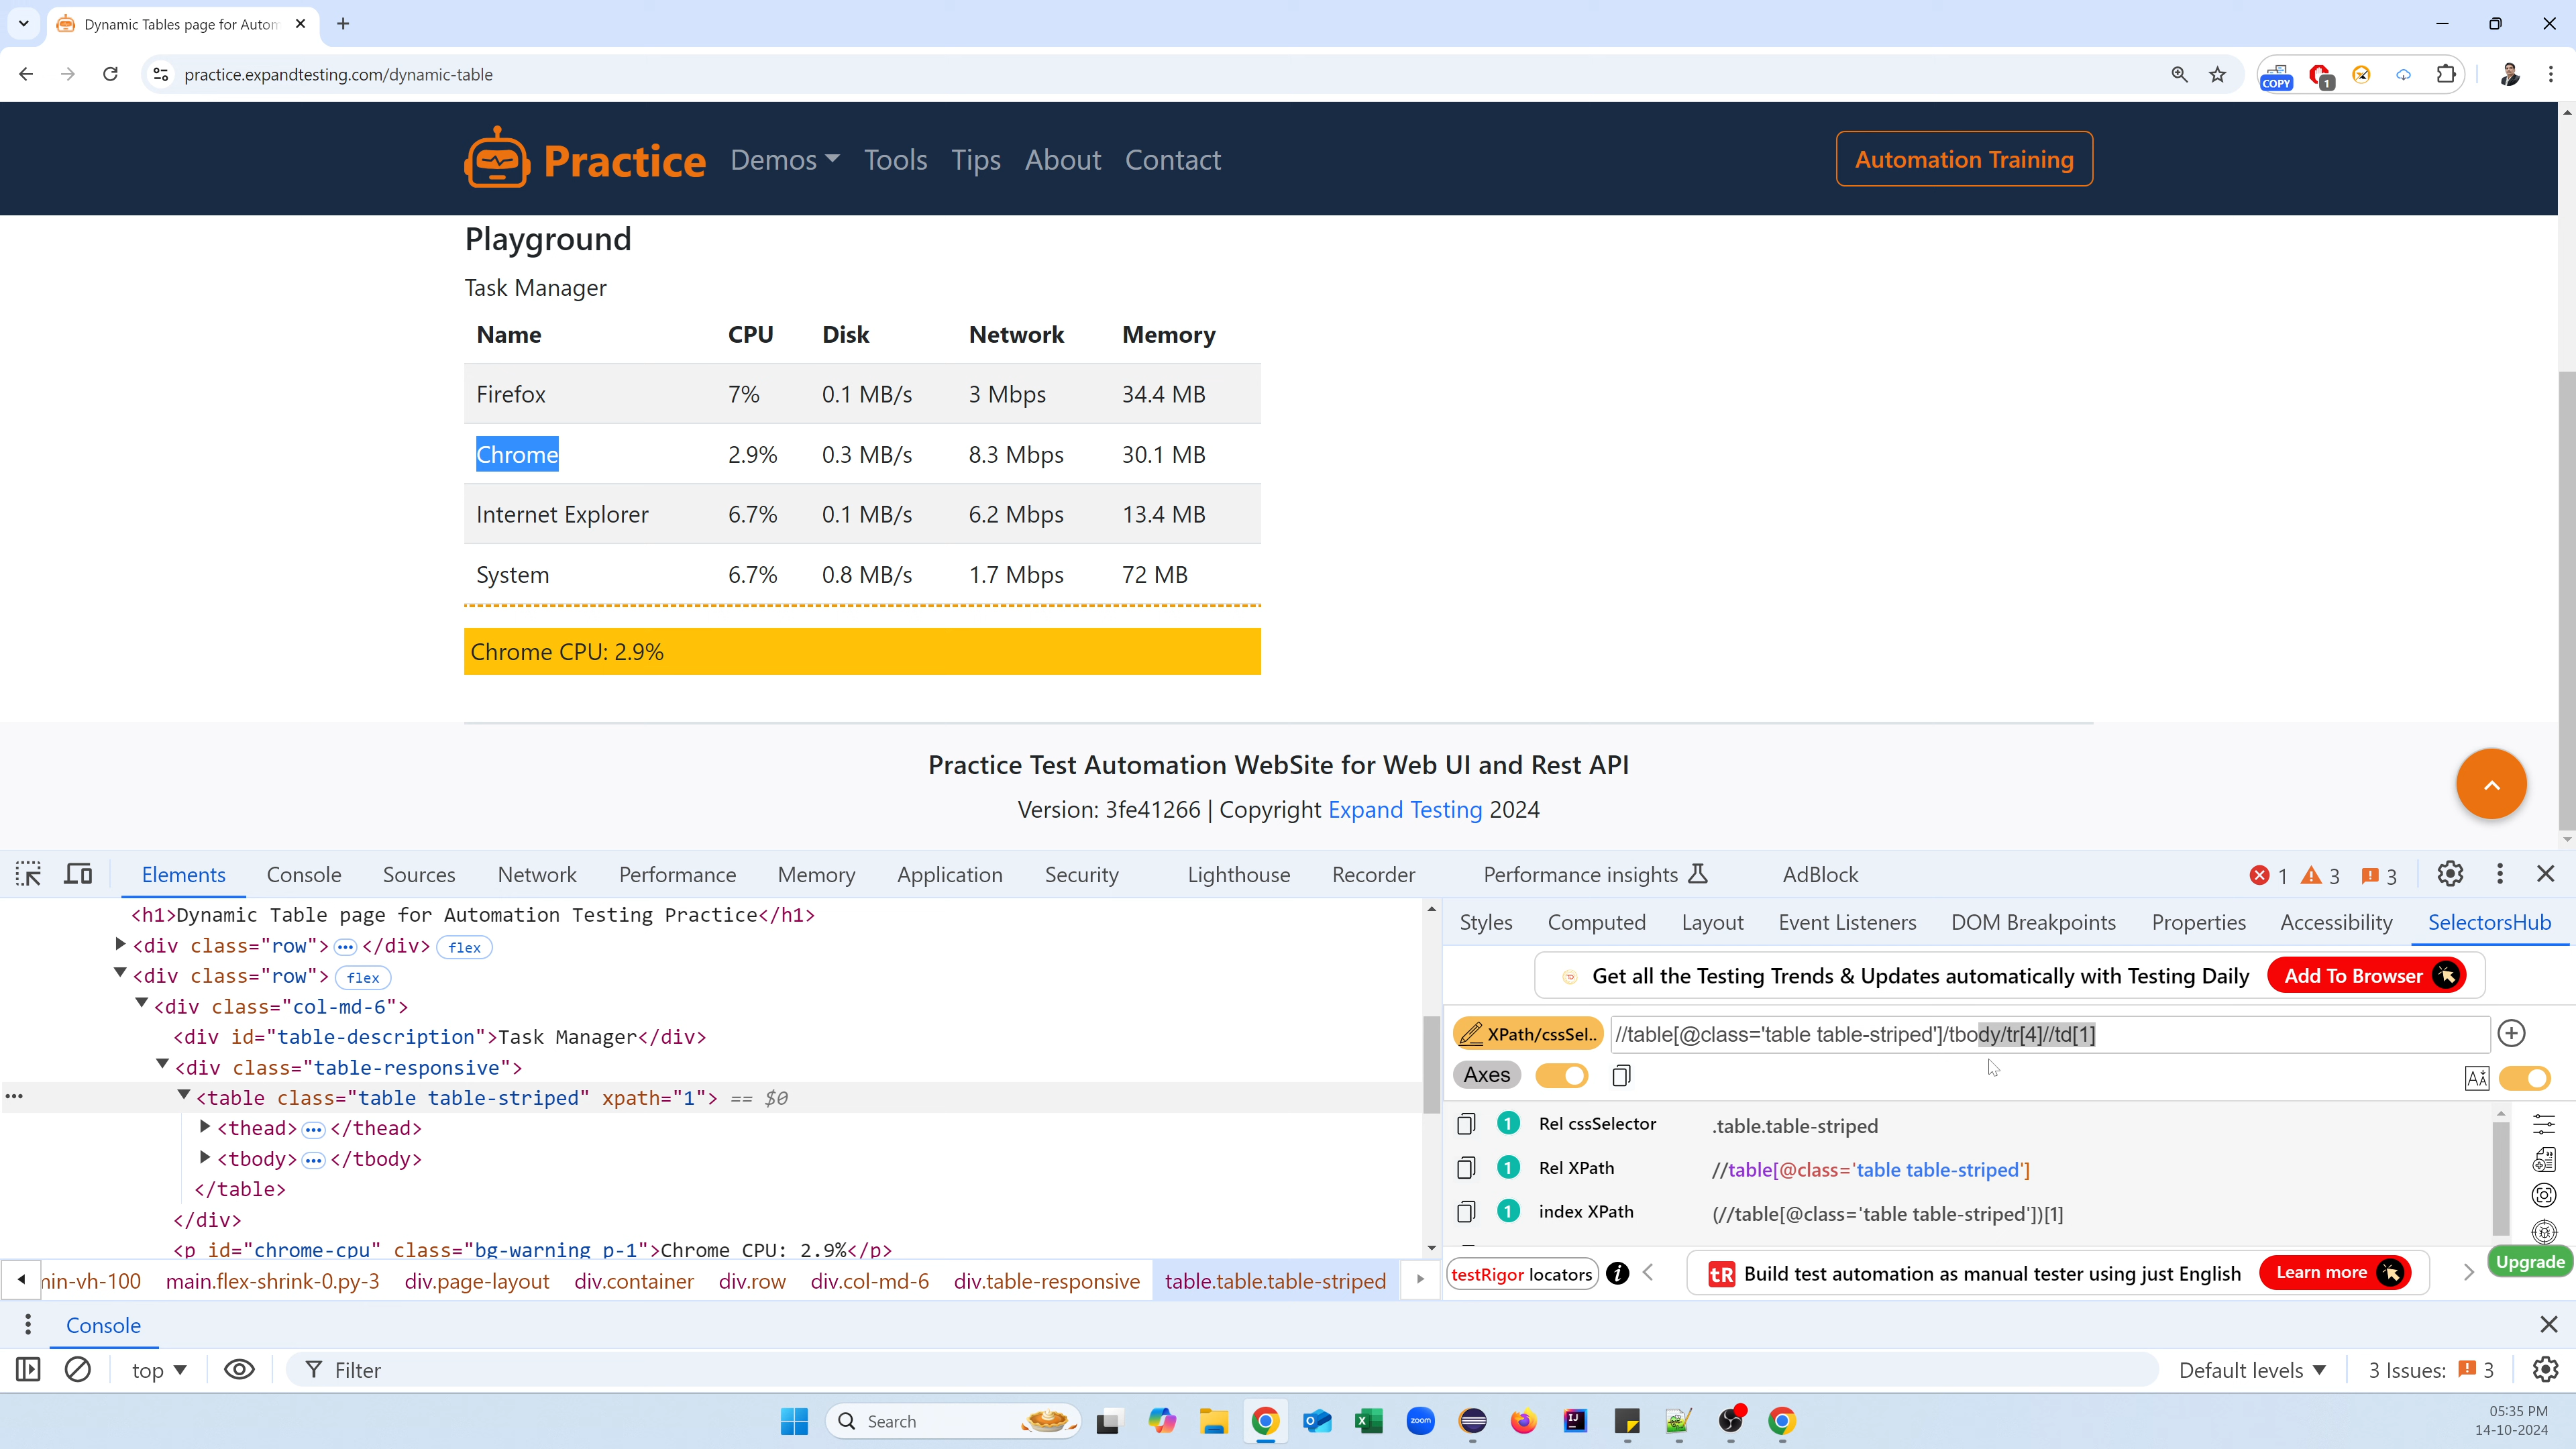 Dynamic Tables page for Autom
practice.expandtesting.com/dynamic-table
COPY
1
Practice Demos Tools Tips About Contact Automation Training
Playground
Task Manager
Name CPU Disk Network Memory
Firefox 7% 0.1 MB/s 3 Mbps 34.4 MB
Chrome 2.9% 0.3 MB/s 8.3 Mbps 30.1 MB
Internet Explorer 6.7% 0.1 MB/s 6.2 Mbps 13.4 MB
System 6.7% 0.8 MB/s 1.7 Mbps 72 MB
Chrome CPU: 2.9%
Practice Test Automation WebSite for Web UI and Rest API
Version: 3fe41266 | Copyright Expand Testing 2024
Elements Console Sources Network Performance Memory Application Security Lighthouse Recorder Performance insights AdBlock 1 3 3
<h1>Dynamic Table page for Automation Testing Practice</h1>
<div class="row">…</div> flex
<div class="row"> flex
<div class="col-md-6">
<div id="table-description">Task Manager</div>
<div class="table-responsive">
<table class="table table-striped" xpath="1"> == $0
<thead>…</thead>
<tbody>…</tbody>
</table>
</div>
<p id="chrome-cpu" class="bg-warning p-1">Chrome CPU: 2.9%</p>
nin-vh-100 main.flex-shrink-0.py-3 div.page-layout div.container div.row div.col-md-6 div.table-responsive table.table.table-striped
Styles Computed Layout Event Listeners DOM Breakpoints Properties Accessibility SelectorsHub
Get all the Testing Trends & Updates automatically with Testing Daily Add To Browser
XPath/cssSel.. //table[@class='table table-striped']/tbody/tr[4]//td[1]
Axes
1 Rel cssSelector .table.table-striped
1 Rel XPath //table[@class='table table-striped']
1 index XPath (//table[@class='table table-striped'])[1]
testRigor locators i tR Build test automation as manual tester using just English Learn more Upgrade
Console
top Filter Default levels 3 Issues: 3
Search zoom
05:35 PM
14-10-2024